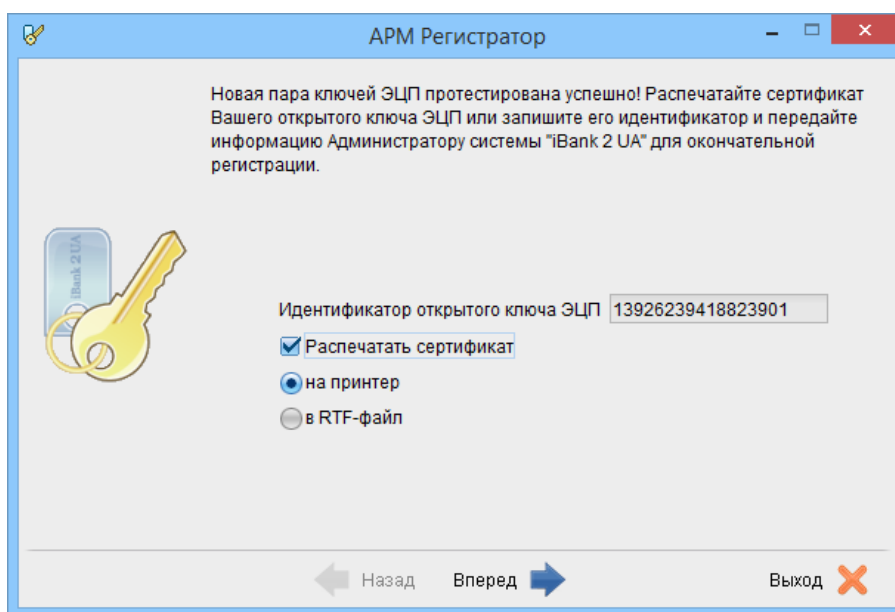 АРМ Регистратор
Новая пара ключей ЭЦП протестирована успешно! Распечатайте сертификат
Вашего открытого ключа ЭЦП или запишите его идентификатор и передайте
информацию Администратору системы "iBank 2 UA" для окончательной
регистрации.
iBank 2 UA
Идентификатор открытого ключа ЭЦП 13926239418823901
Распечатать сертификат
на принтер
в RTF-файл
Назад Вперед Выход